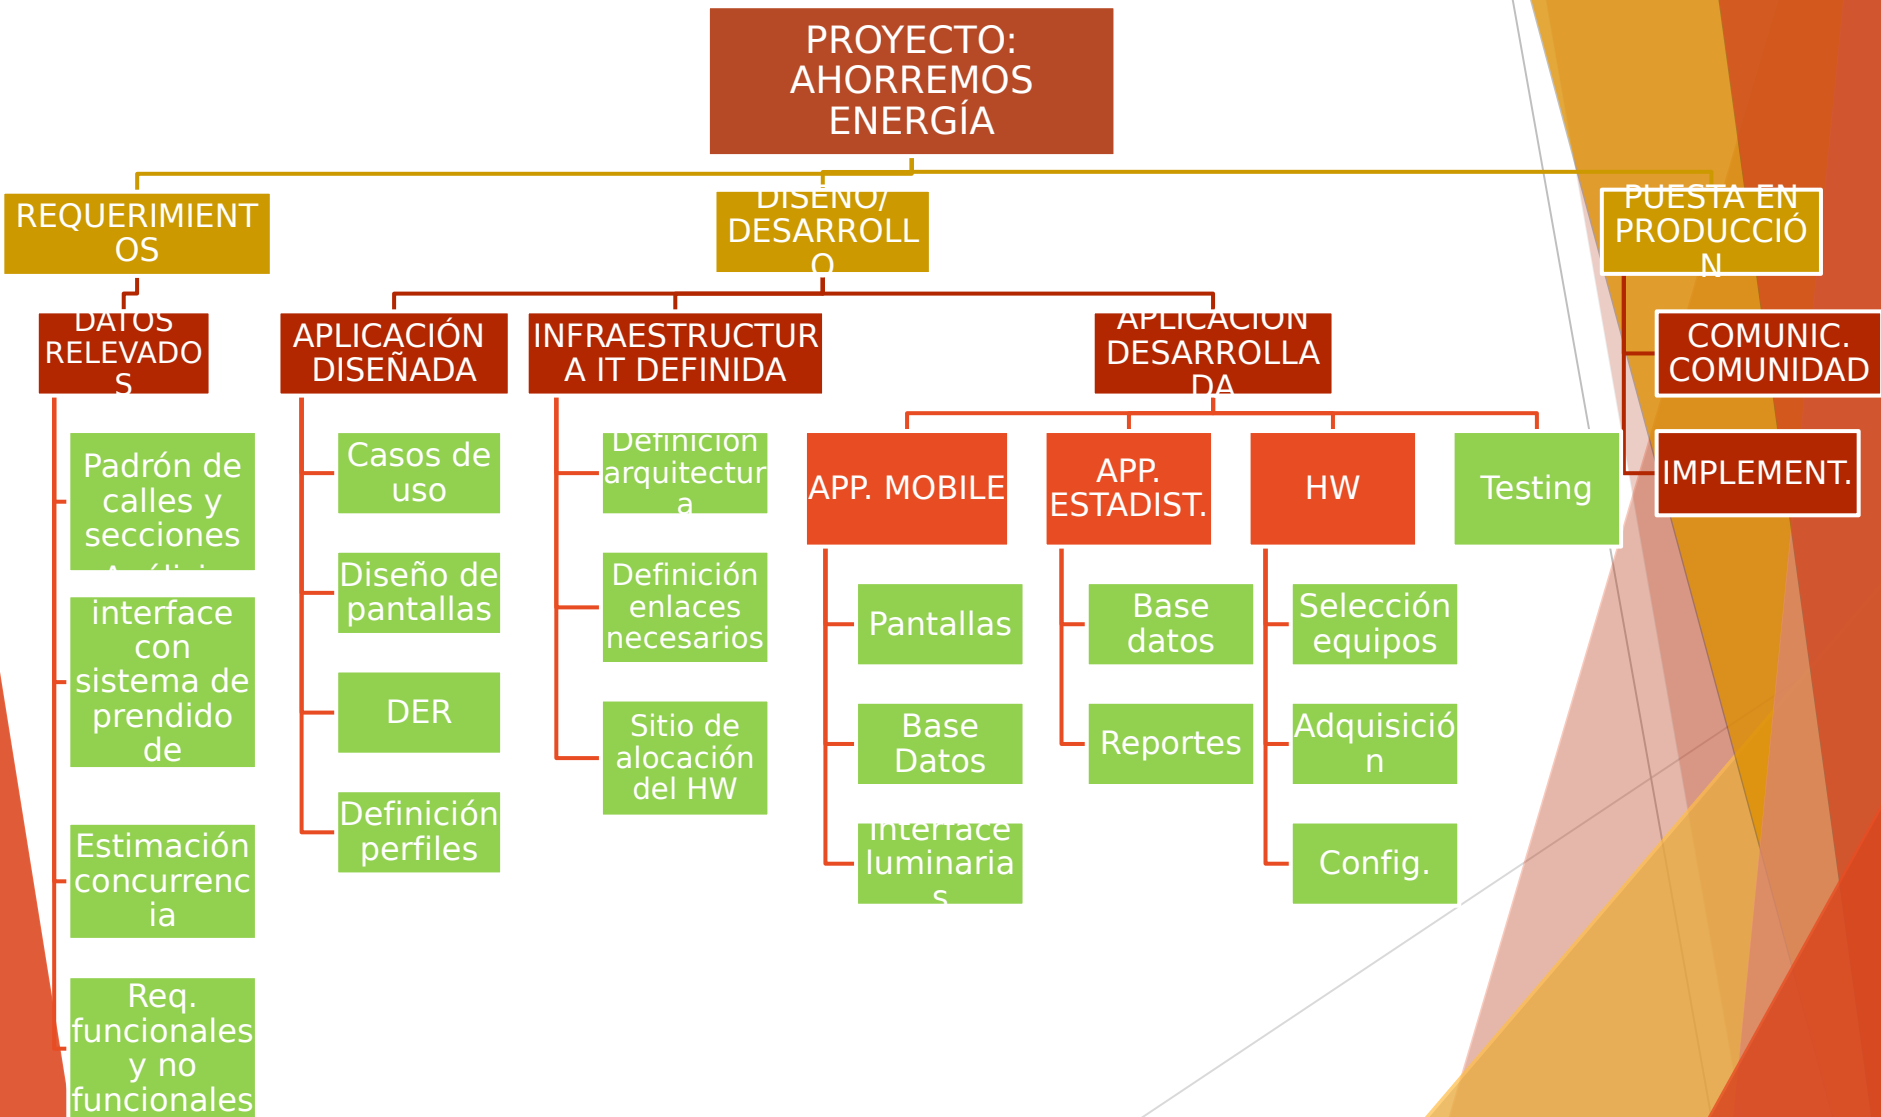 PROYECTO:
AHORREMOS
ENERGÍA
REQUERIMIENT
OS
DISEÑO/
DESARROLL
O
PUESTA EN
PRODUCCIÓ
N
DATOS
RELEVADO
S
APLICACIÓN
DISEÑADA
INFRAESTRUCTUR
A IT DEFINIDA
APLICACIÓN
DESARROLLA
DA
COMUNIC.
COMUNIDAD
IMPLEMENT.
Padrón de
calles y
secciones
interface
con
sistema de
prendido
de
Estimación
concurrenc
ia
Req.
funcionales
y no
funcionales
Casos de
uso
Diseño de
pantallas
DER
Definición
perfiles
Definición
arquitectur
a
Definición
enlaces
necesarios
Sitio de
alocación
del HW
APP. MOBILE
APP.
ESTADIST.
HW
Testing
Pantallas
Base
Datos
Interface
luminaria
s
Base
datos
Reportes
Selección
equipos
Adquisició
n
Config.